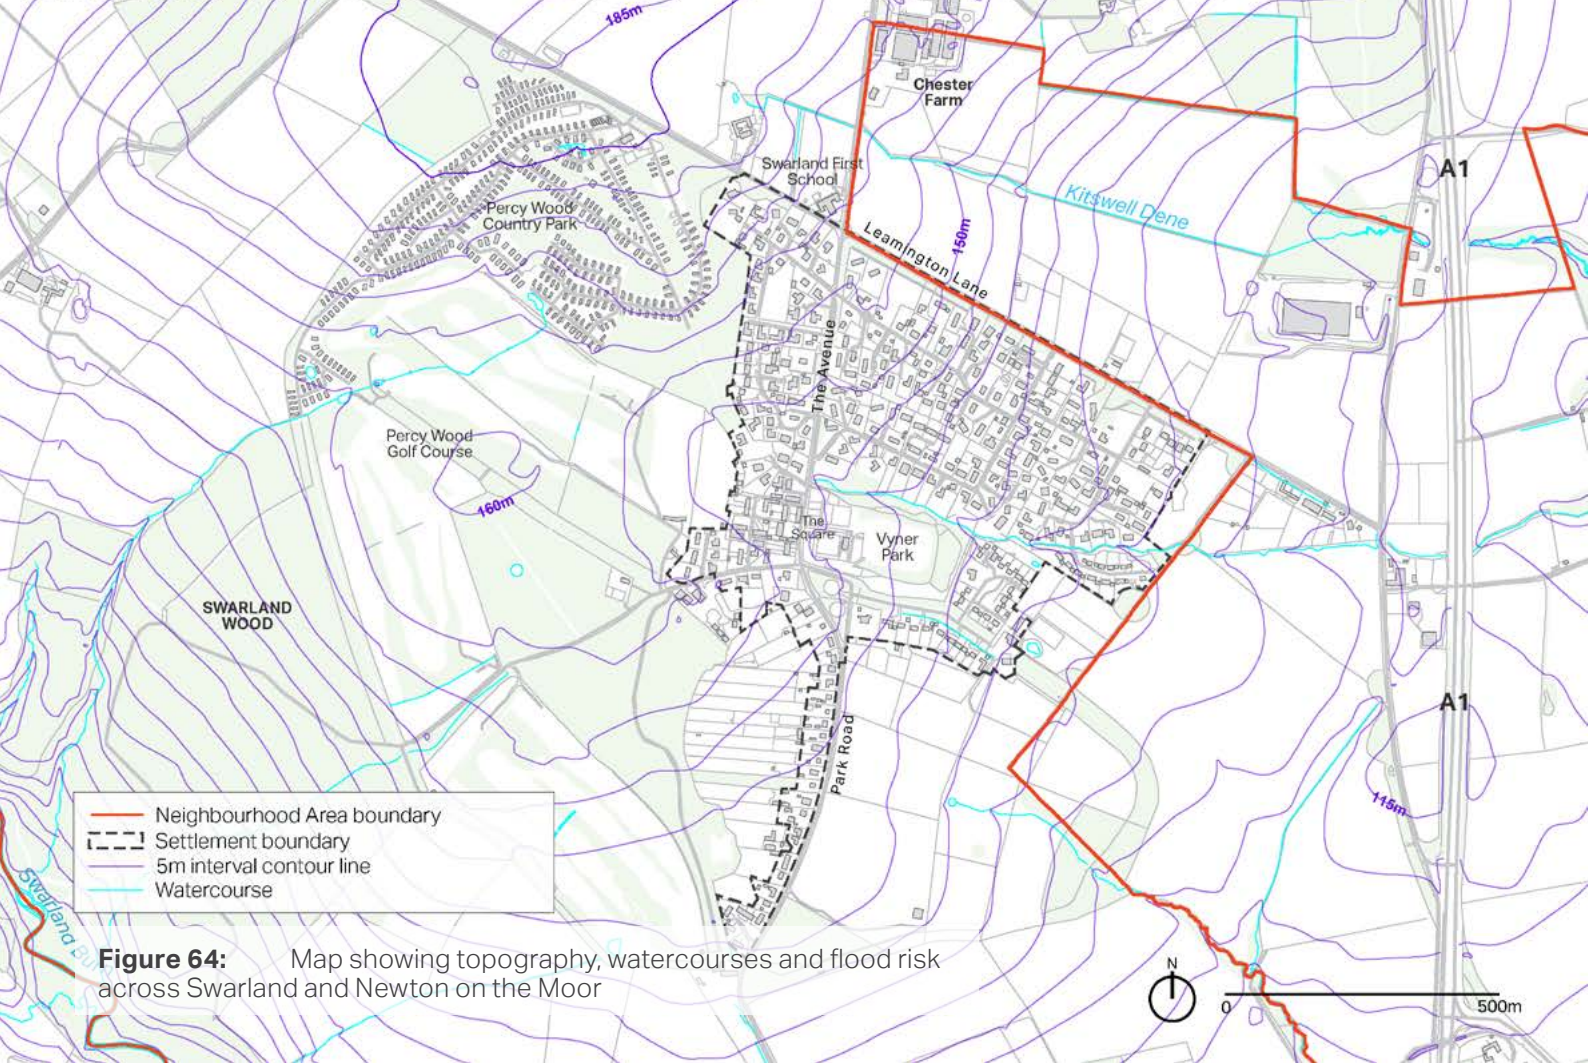 185m
Chester
Farm
A1
Swarland First
School
Kitswell Dene
Percy Wood
Country Park
Leamington Lane
150m
The Avenue
Percy Wood
Golf Course
160m
The
Square
Vyner
Park
SWARLAND
WOOD
A1
Park Road
115m
Neighbourhood Area boundary
Settlement boundary
5m interval contour line
Watercourse
Swarland Burn
Figure 64: Map showing topography, watercourses and flood risk
across Swarland and Newton on the Moor
N
0 500m